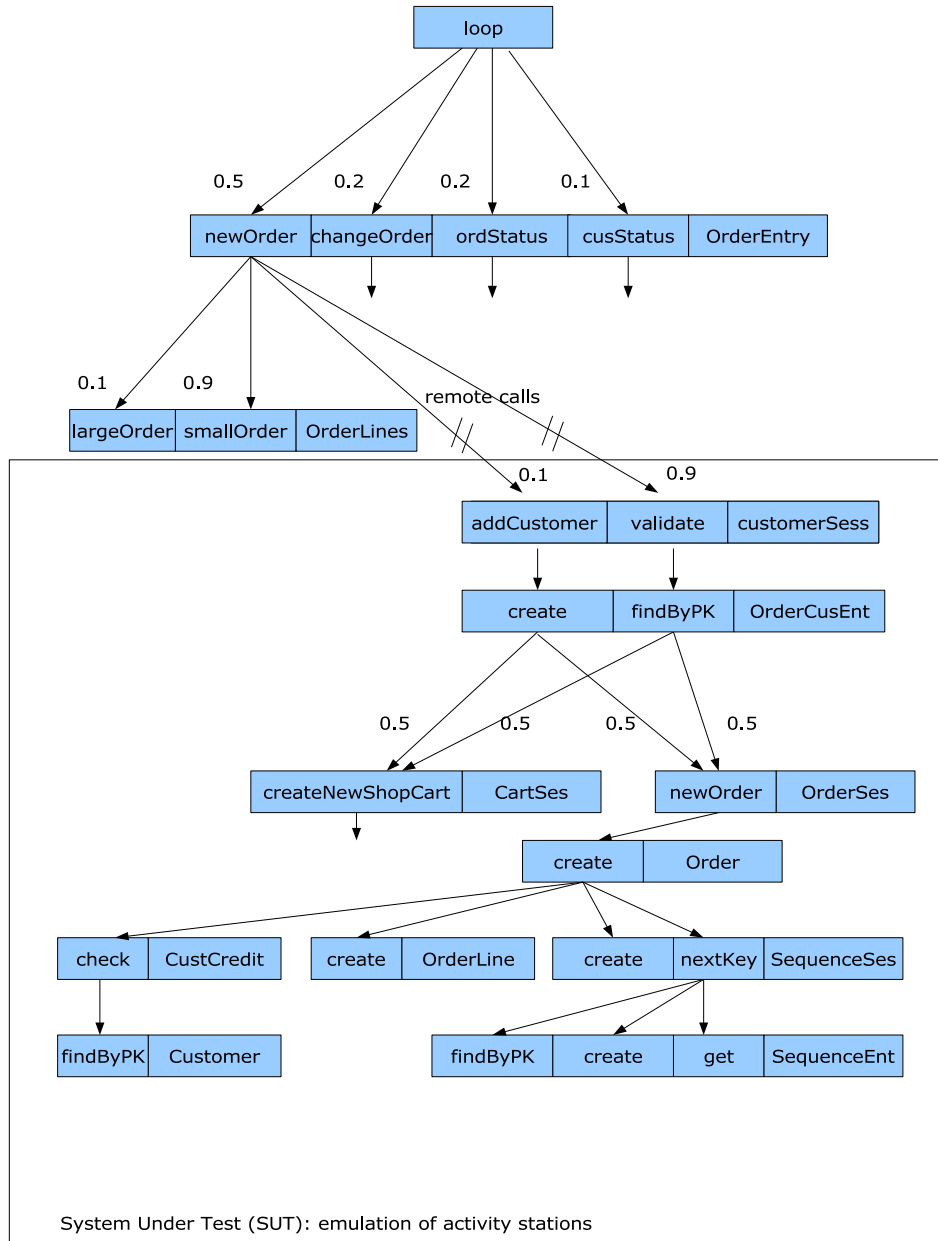 loop
0.5 0.2 0.2 0.1
newOrder changeOrder ordStatus cusStatus OrderEntry
0.1 0.9
remote calls
largeOrder smallOrder OrderLines
0.1 0.9
addCustomer validate customerSess
create findByPK OrderCusEnt
0.5 0.5 0.5 0.5
createNewShopCart CartSes newOrder OrderSes
create Order
check CustCredit create OrderLine create nextKey SequenceSes
findByPK Customer findByPK create get SequenceEnt
System Under Test (SUT): emulation of activity stations